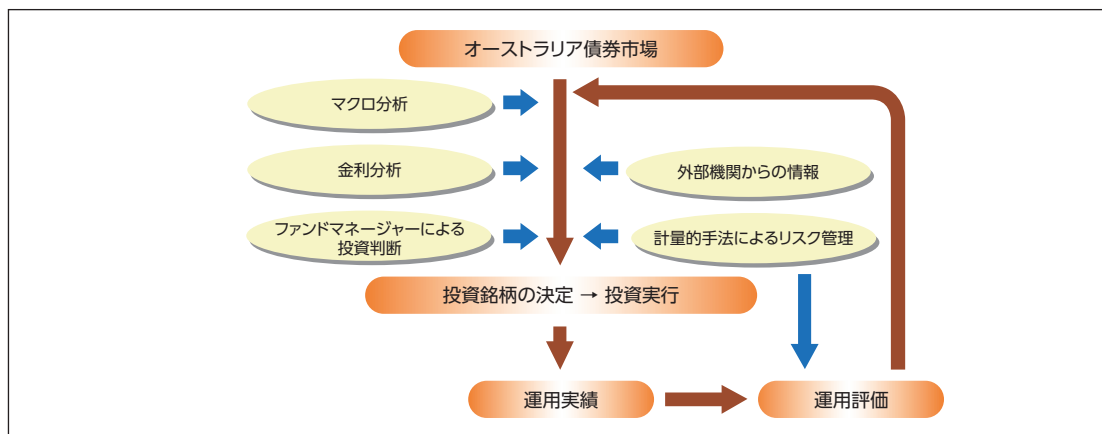 オーストラリア債券市場
マクロ分析
金利分析
外部機関からの情報
ファンドマネージャーによる
投資判断
計量的手法によるリスク管理
投資銘柄の決定 → 投資実行
運用実績
運用評価